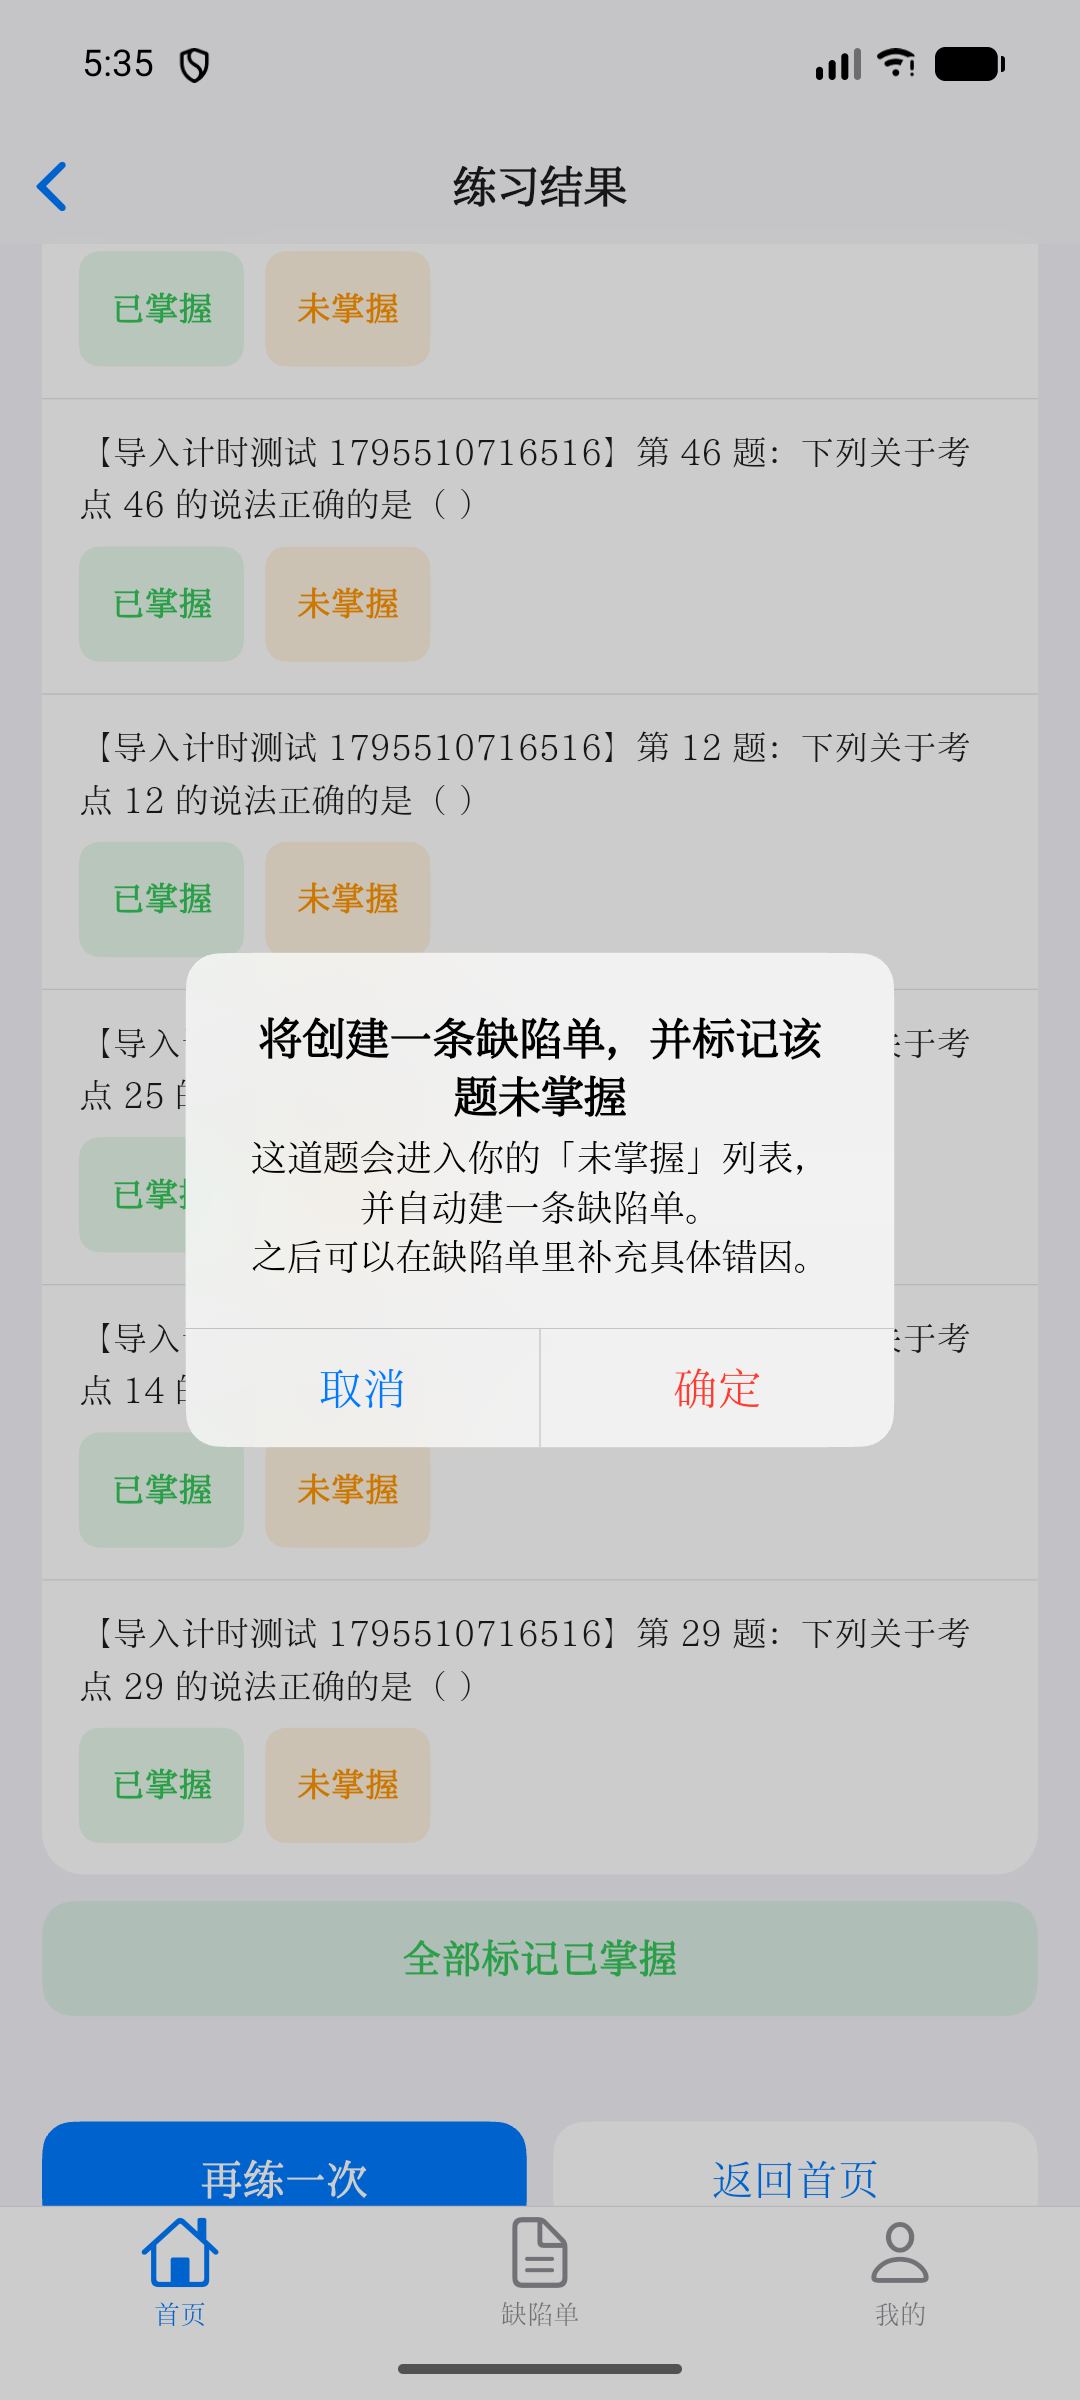 5:35
练习结果
已掌握 未掌握
【导入计时测试 1795510716516】第 46 题：下列关于考
点 46 的说法正确的是（ ）
已掌握 未掌握
【导入计时测试 1795510716516】第 12 题：下列关于考
点 12 的说法正确的是（ ）
已掌握 未掌握
【导入 关于考
点 25 的
已掌握
将创建一条缺陷单，并标记该
题未掌握
这道题会进入你的「未掌握」列表，
并自动建一条缺陷单。
之后可以在缺陷单里补充具体错因。
取消 确定
【导入 关于考
点 14 的
已掌握 未掌握
【导入计时测试 1795510716516】第 29 题：下列关于考
点 29 的说法正确的是（ ）
已掌握 未掌握
全部标记已掌握
再练一次 返回首页
首页 缺陷单 我的